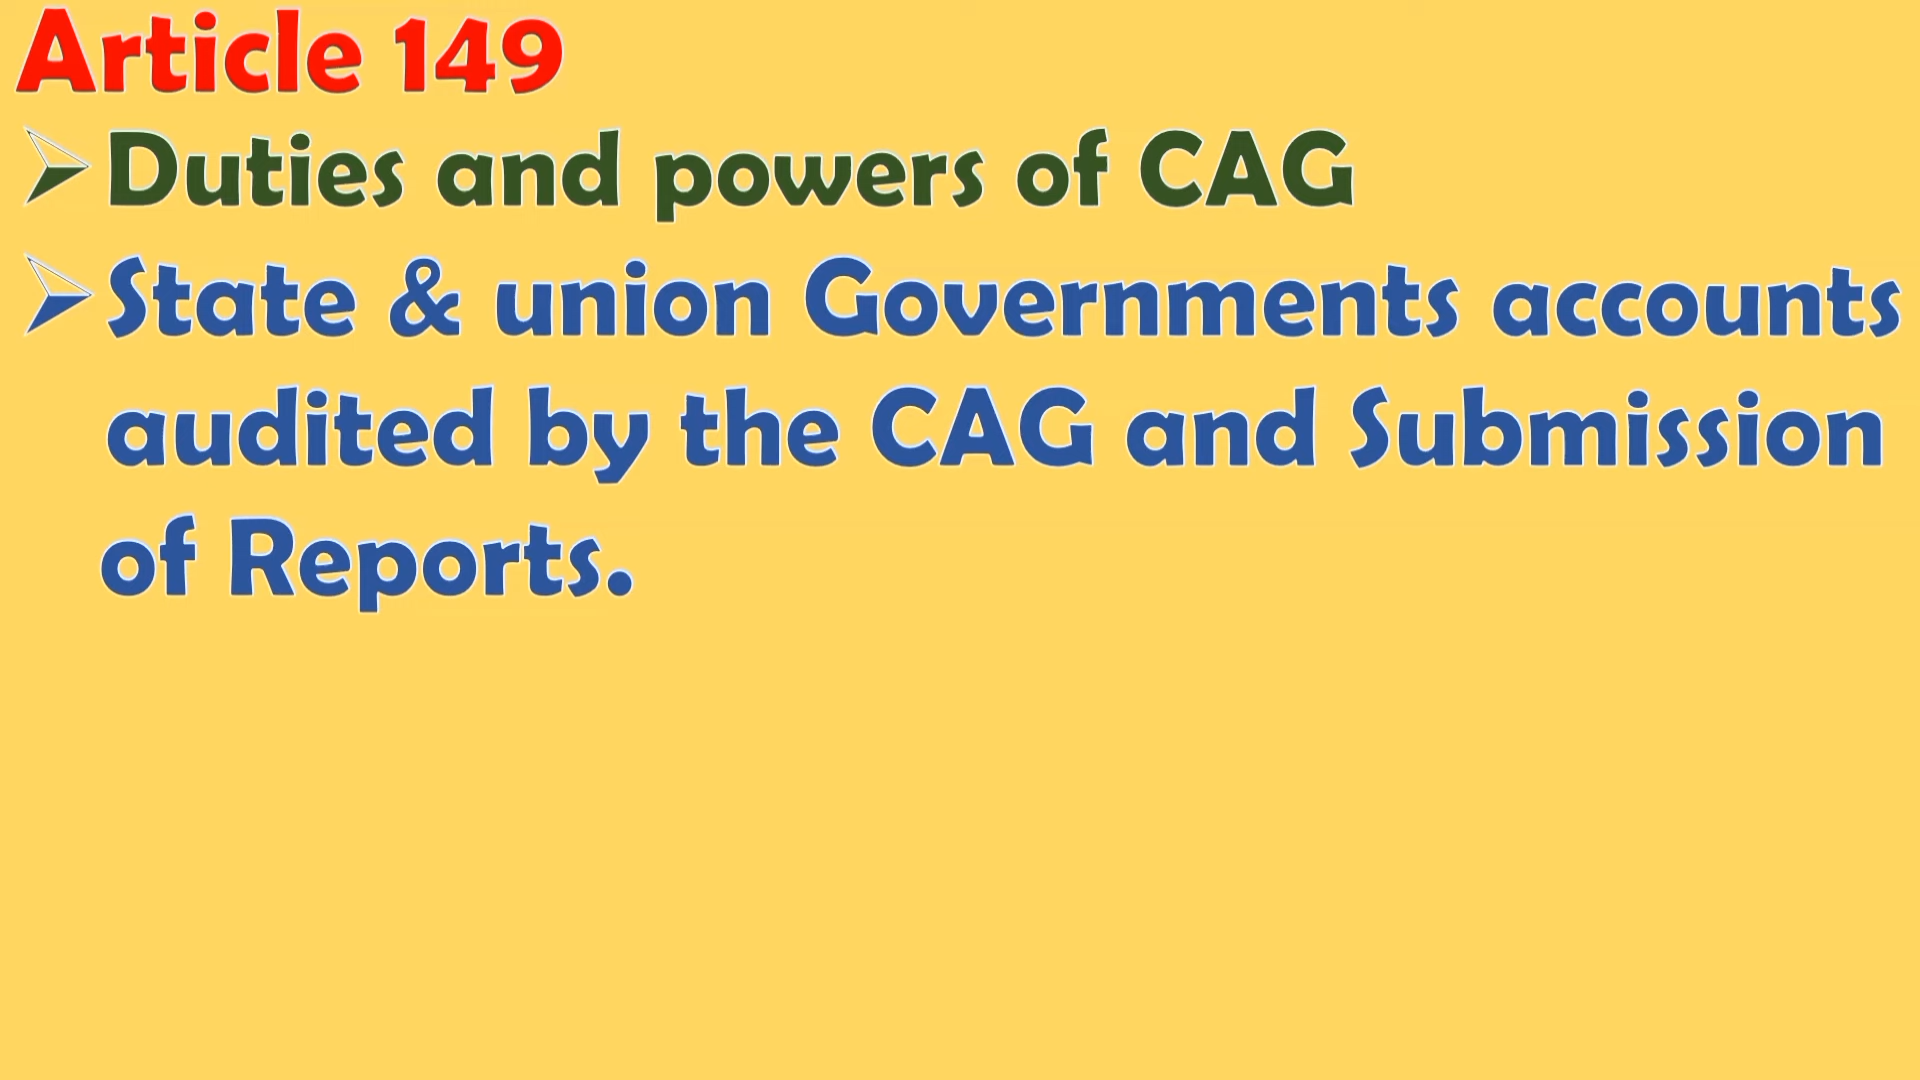 Article 149
➢Duties and powers of CAG
➢State & union Governments accounts
audited by the CAG and Submission
of Reports.